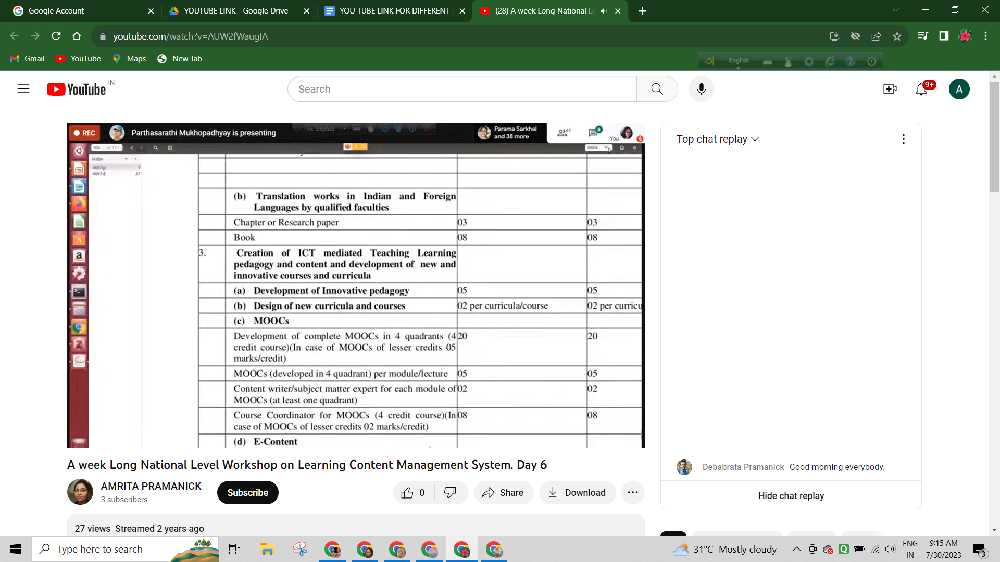 Google Account
YOUTUBE LINK - Google Drive
YOU TUBE LINK FOR DIFFERENT
(28) A week Long National Le
youtube.com/watch?v=AUW2fWaugIA
Gmail
YouTube
Maps
New Tab
English
YouTube IN
Search
9+
A
REC
Parthasarathi Mukhopadhyay is presenting
Parama Sarkhel
and 38 more
41
8
You
105 of 111
300%
Index
(b) Translation works in Indian and Foreign
Languages by qualified faculties
Chapter or Research paper 03 03
Book 08 08
3. Creation of ICT mediated Teaching Learning
pedagogy and content and development of new and
innovative courses and curricula
(a) Development of Innovative pedagogy 05 05
(b) Design of new curricula and courses 02 per curricula/course 02 per curricu
(c) MOOCs
Development of complete MOOCs in 4 quadrants (4 20 20
credit course)(In case of MOOCs of lesser credits 05
marks/credit)
MOOCs (developed in 4 quadrant) per module/lecture 05 05
Content writer/subject matter expert for each module of 02 02
MOOCs (at least one quadrant)
Course Coordinator for MOOCs (4 credit course)(In 08 08
case of MOOCs of lesser credits 02 marks/credit)
(d) E-Content
Top chat replay
Debabrata Pramanick Good morning everybody.
Hide chat replay
A week Long National Level Workshop on Learning Content Management System. Day 6
AMRITA PRAMANICK
3 subscribers
Subscribe
0
Share
Download
27 views Streamed 2 years ago
Type here to search
31°C Mostly cloudy
ENG
IN
9:15 AM
7/30/2023
3